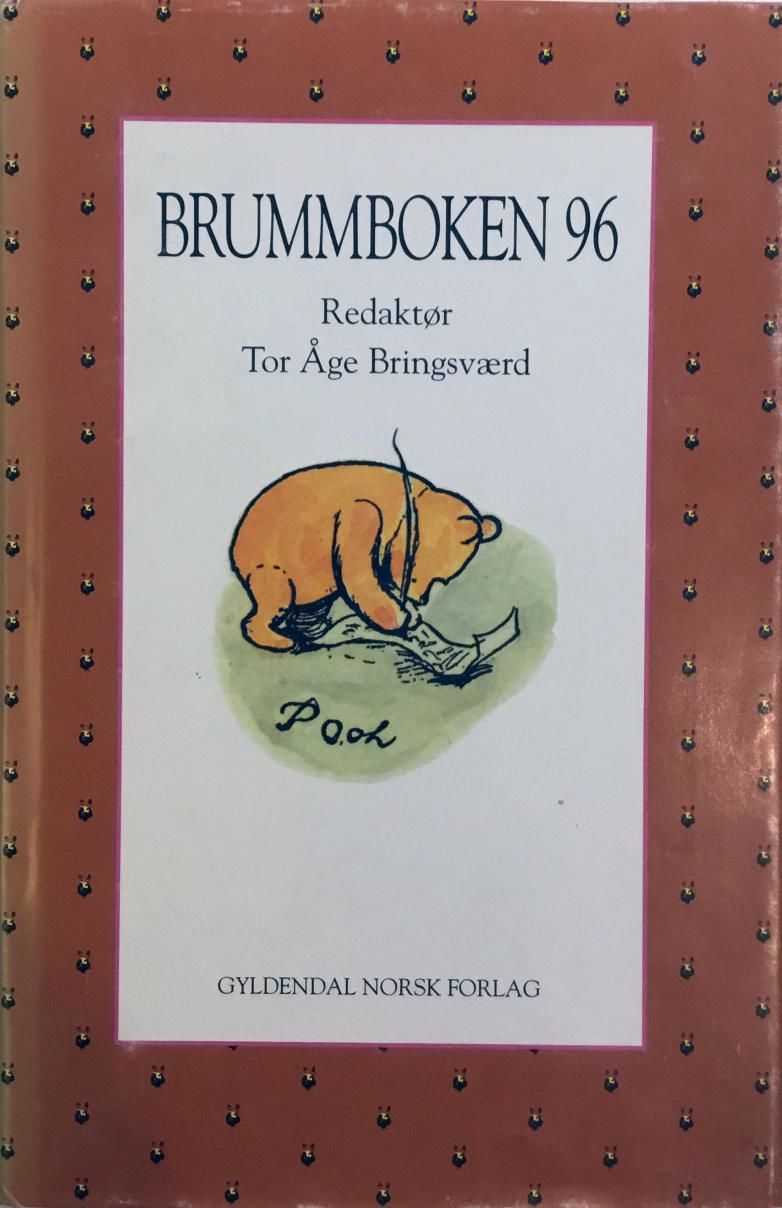 BRUMMBOKEN 96
Redaktør
Tor Åge Bringsværd
Pooh
GYLDENDAL NORSK FORLAG